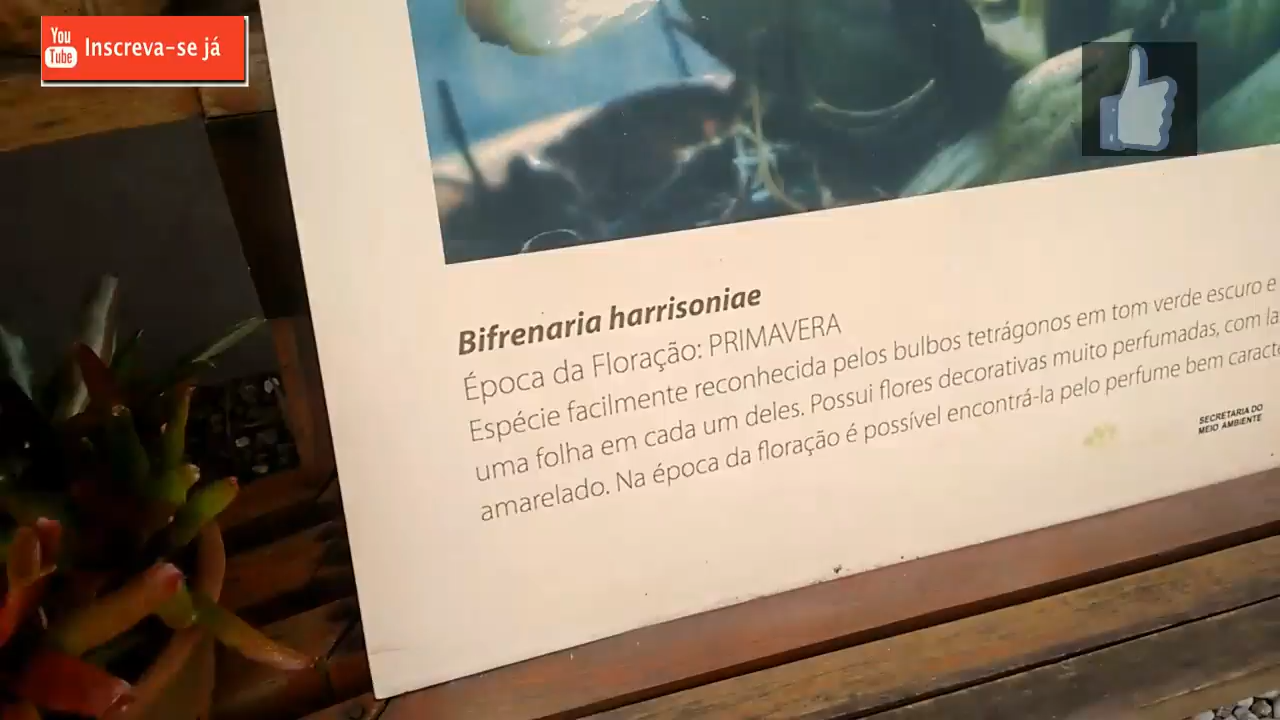 You
Tube
Inscreva-se já
Bifrenaria harrisoniae
Época da Floração: PRIMAVERA
Espécie facilmente reconhecida pelos bulbos tetrágonos em tom verde escuro e
uma folha em cada um deles. Possui flores decorativas muito perfumadas, com
amarelado. Na época da floração é possível encontrá-la pelo perfume bem
SECRETARIA DO
MEIO AMBIENTE